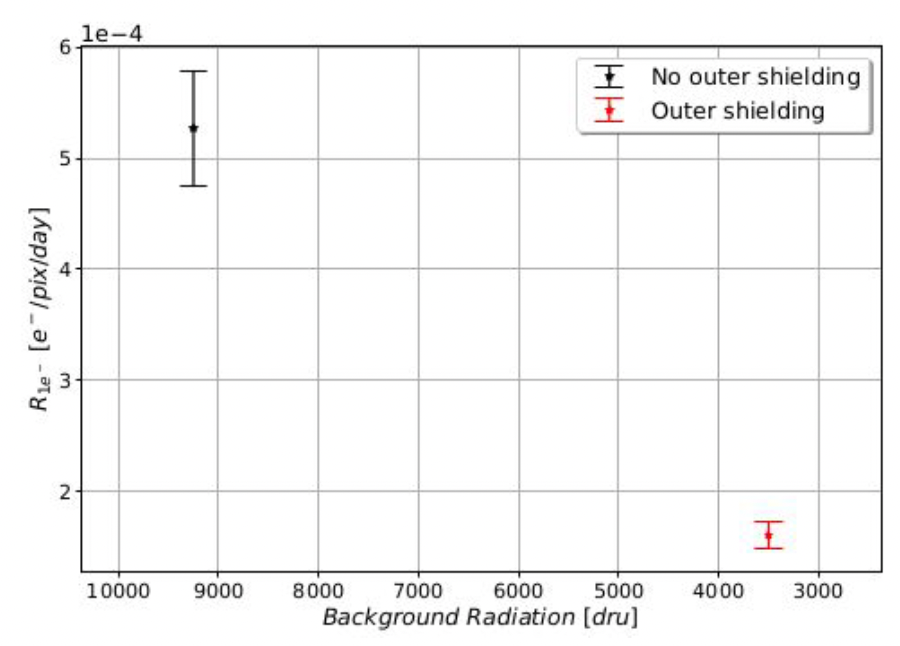 1e−4
6
5
4
3
2
R1e− [e−/pix/day]
No outer shielding
Outer shielding
10000 9000 8000 7000 6000 5000 4000 3000
Background Radiation [dru]